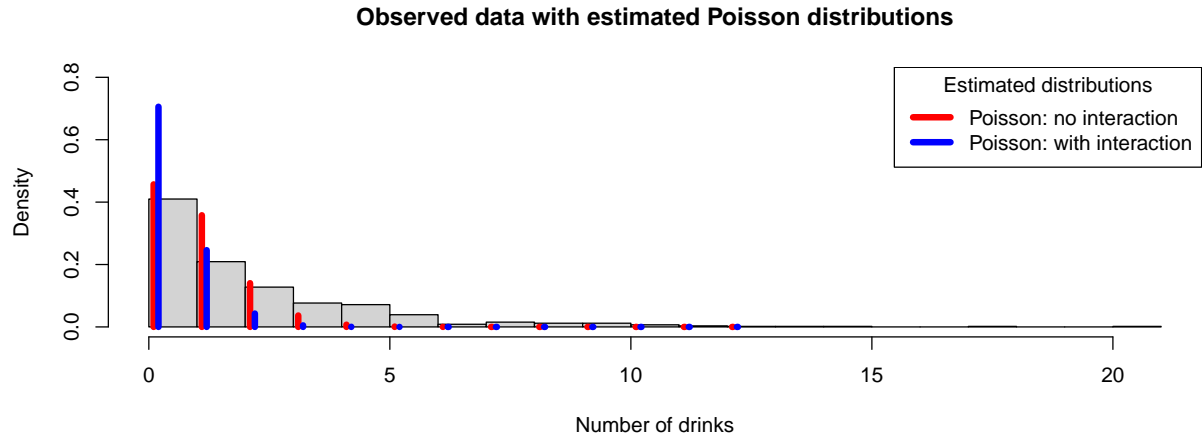 Observed data with estimated Poisson distributions
Density
0.0
0.2
0.4
0.6
0.8
Estimated distributions
Poisson: no interaction
Poisson: with interaction
0 5 10 15 20
Number of drinks